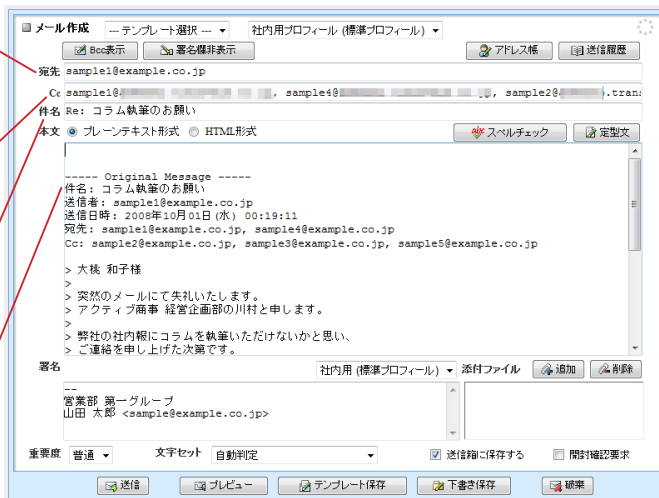 メール作成 --- テンプレート選択 --- 社内用プロフィール (標準プロフィール)
Bcc表示 署名欄非表示 アドレス帳 送信履歴
宛先 sample1@example.co.jp
Cc sample1@ , sample4@ , sample2@ .trans
件名 Re: コラム執筆のお願い
本文 プレーンテキスト形式 HTML形式 スペルチェック 定型文
----- Original Message -----
件名: コラム執筆のお願い
送信者: sample1@example.co.jp
送信日時: 2008年10月01日(水) 00:19:11
宛先: sample1@example.co.jp, sample4@example.co.jp
Cc: sample2@example.co.jp, sample3@example.co.jp, sample5@example.co.jp
> 大桃 和子様
>
> 突然のメールにて失礼いたします。
> アクティブ商事 経営企画部の川村と申します。
>
> 弊社の社内報にコラムを執筆いただけないかと思い、
> ご連絡を申し上げた次第です。
署名 社内用 (標準プロフィール) 添付ファイル 追加 削除
--
営業部 第一グループ
山田 太郎 <sample@example.co.jp>
重要度 普通 文字セット 自動判定 送信箱に保存する 開封確認要求
送信 プレビュー テンプレート保存 下書き保存 破棄